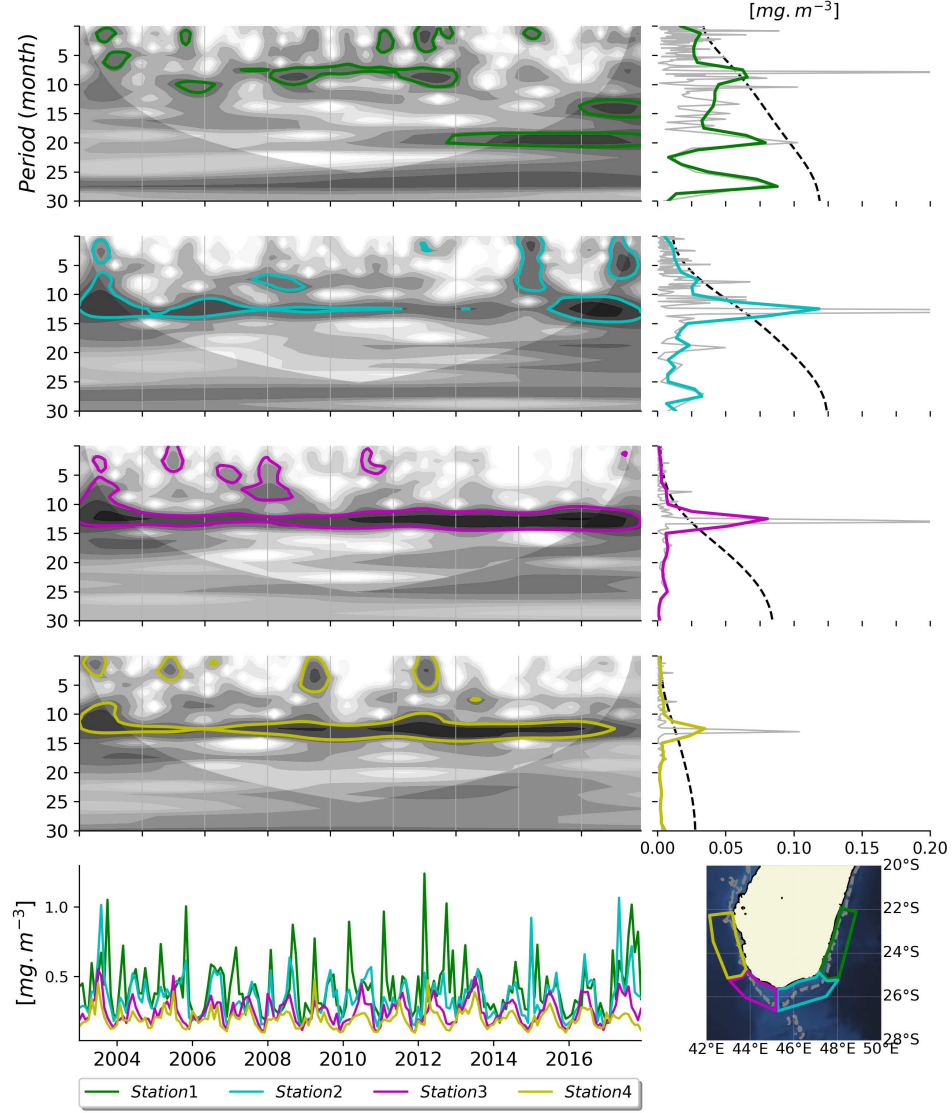 [mg. m⁻³]
Period (month)
5
10
15
20
25
30
5
10
15
20
25
30
5
10
15
20
25
30
5
10
15
20
25
30
0.00 0.05 0.10 0.15 0.20
[mg. m⁻³]
1.0
0.5
2004 2006 2008 2010 2012 2014 2016
20°S
22°S
24°S
26°S
28°S
42°E 44°E 46°E 48°E 50°E
Station1 Station2 Station3 Station4